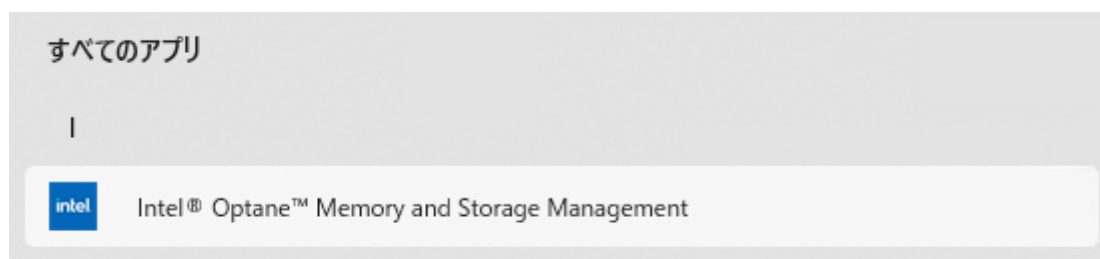 すべてのアプリ
I
intel Intel® Optane™ Memory and Storage Management